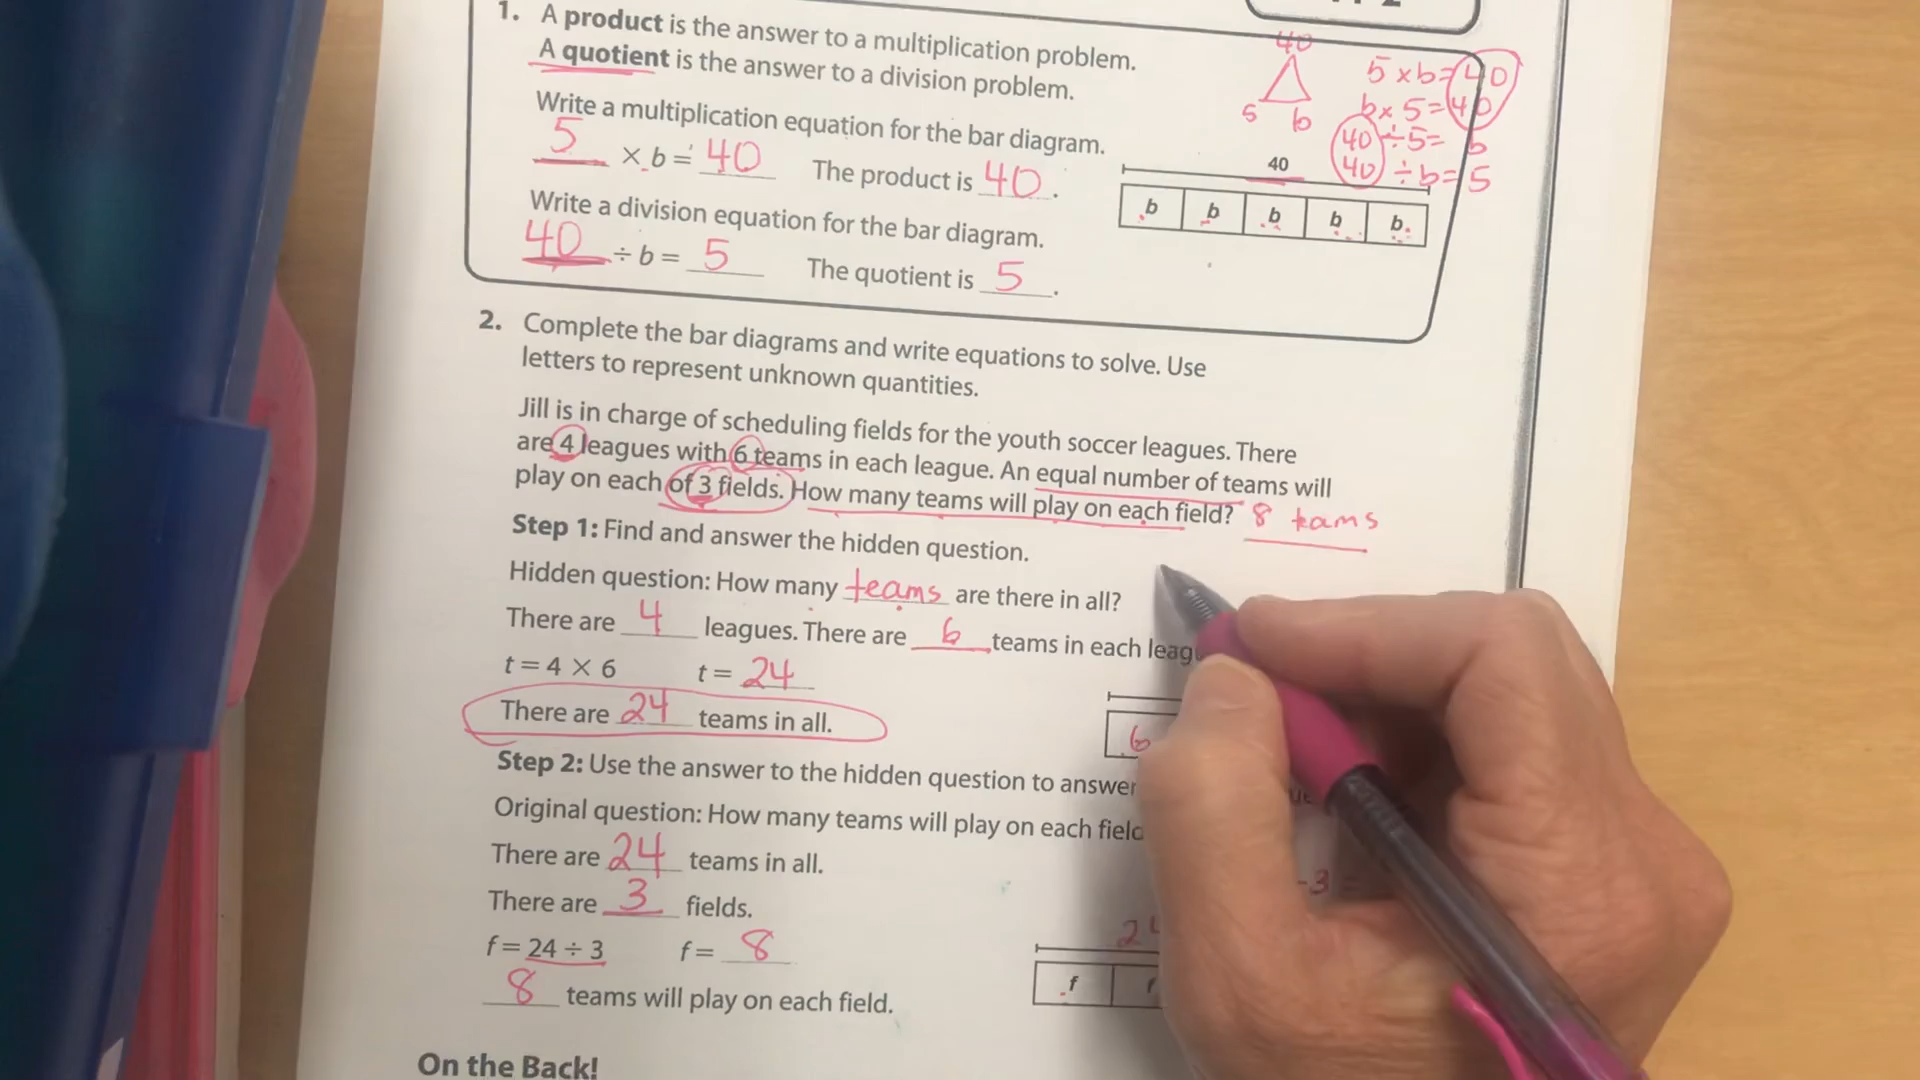 1. A product is the answer to a multiplication problem.
A quotient is the answer to a division problem.
Write a multiplication equation for the bar diagram.
5 × b = 40 The product is 40.
Write a division equation for the bar diagram.
40 ÷ b = 5 The quotient is 5.
40
5 b
5 × b = 40
b × 5 = 40
40 ÷ 5 = b
40 ÷ b = 5
40
b b b b b
2. Complete the bar diagrams and write equations to solve. Use
letters to represent unknown quantities.
Jill is in charge of scheduling fields for the youth soccer leagues. There
are 4 leagues with 6 teams in each league. An equal number of teams will
play on each of 3 fields. How many teams will play on each field? 8 teams
Step 1: Find and answer the hidden question.
Hidden question: How many teams are there in all?
There are 4 leagues. There are 6 teams in each
t = 4 × 6 t = 24
There are 24 teams in all.
6
Step 2: Use the answer to the hidden question to answer
Original question: How many teams will play on each
There are 24 teams in all.
There are 3 fields.
f = 24 ÷ 3 f = 8
8 teams will play on each field.
f
On the Back!